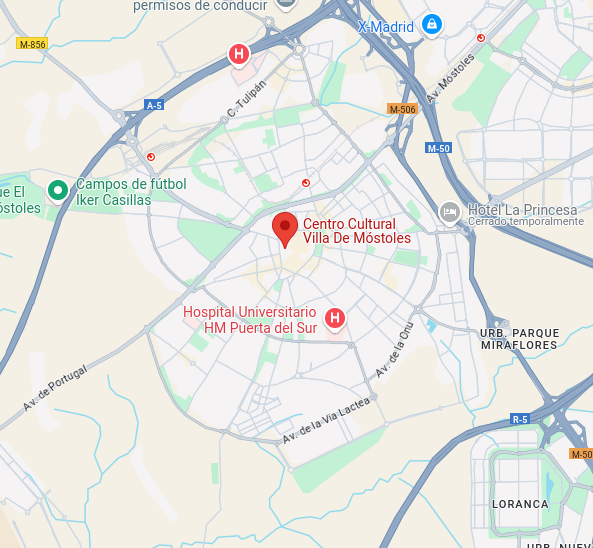 permisos de conducir
M-856
X-Madrid
H
Av. Móstoles
C. Tulipán
A-5
M-506
M-50
ue El
óstoles
Campos de fútbol
Iker Casillas
Hotel La Princesa
Cerrado temporalmente
Centro Cultural
Villa De Móstoles
Hospital Universitario
HM Puerta del Sur
H
URB. PARQUE
MIRAFLORES
Av. de la Onu
Av. de Portugal
Av. de la Vía Lactea
R-5
M-50
LORANCA
URB. NUEV